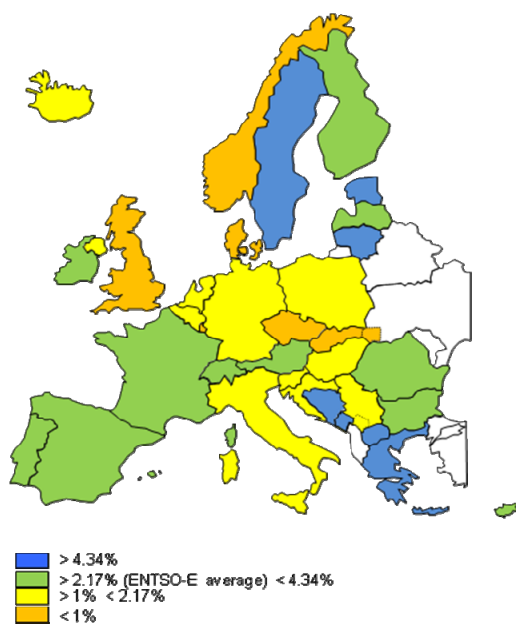 > 4.34%
> 2.17% (ENTSO-E average) < 4.34%
> 1% < 2.17%
< 1%